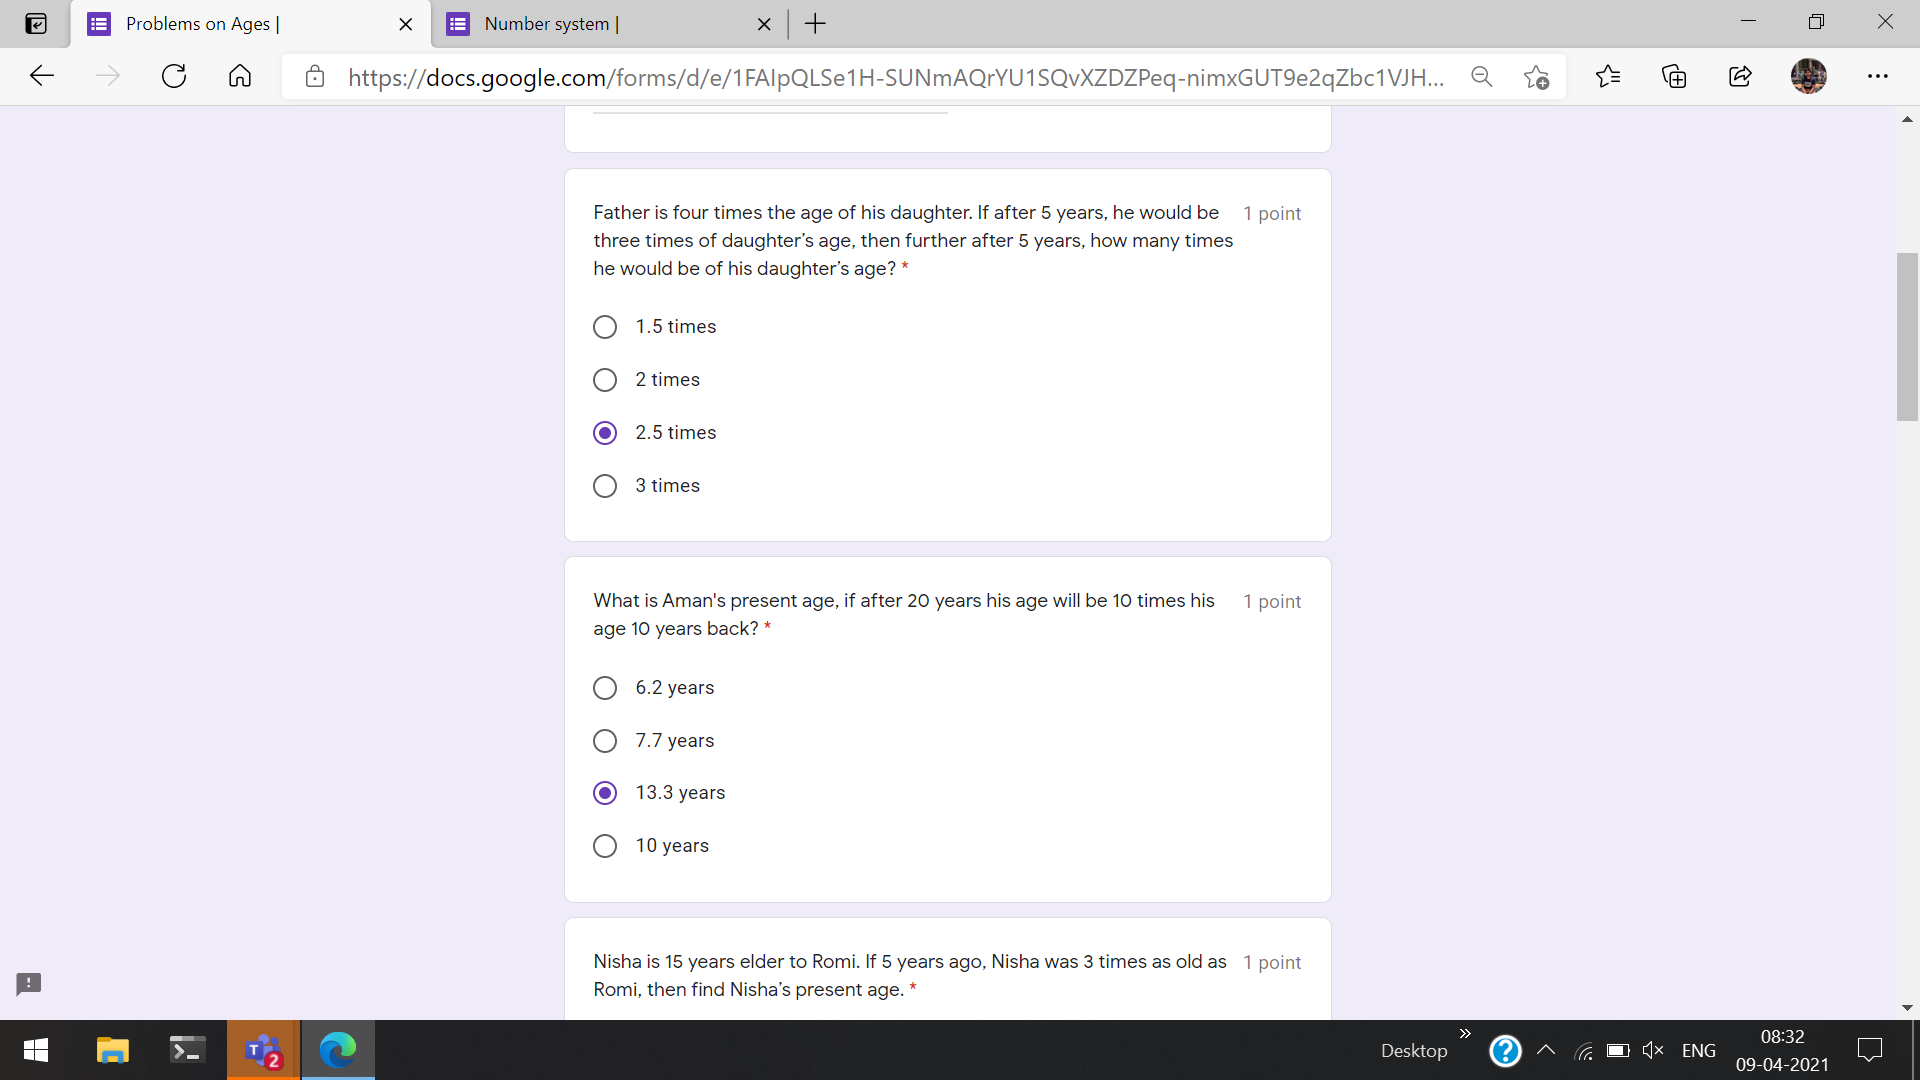 Problems on Ages |
Number system |
https://docs.google.com/forms/d/e/1FAIpQLSe1H-SUNmAQrYU1SQvXZDZPeq-nimxGUT9e2qZbc1VJH...
Father is four times the age of his daughter. If after 5 years, he would be
three times of daughter’s age, then further after 5 years, how many times
he would be of his daughter’s age? *
1 point
1.5 times
2 times
2.5 times
3 times
What is Aman's present age, if after 20 years his age will be 10 times his
age 10 years back? *
1 point
6.2 years
7.7 years
13.3 years
10 years
Nisha is 15 years elder to Romi. If 5 years ago, Nisha was 3 times as old as
Romi, then find Nisha’s present age. *
1 point
T
2
Desktop
ENG
08:32
09-04-2021